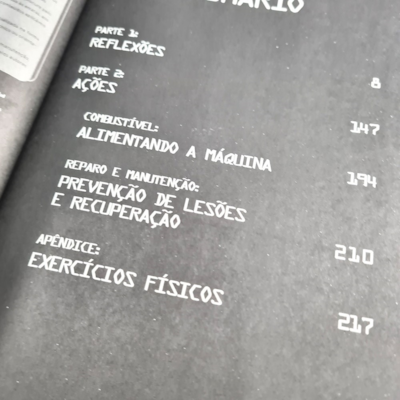 PARTE 1:
REFLEXÕES
8
PARTE 2:
AÇÕES
147
COMBUSTÍVEL:
ALIMENTANDO A MÁQUINA
194
REPARO E MANUTENÇÃO:
PREVENÇÃO DE LESÕES
E RECUPERAÇÃO
210
APÊNDICE:
EXERCÍCIOS FÍSICOS
217